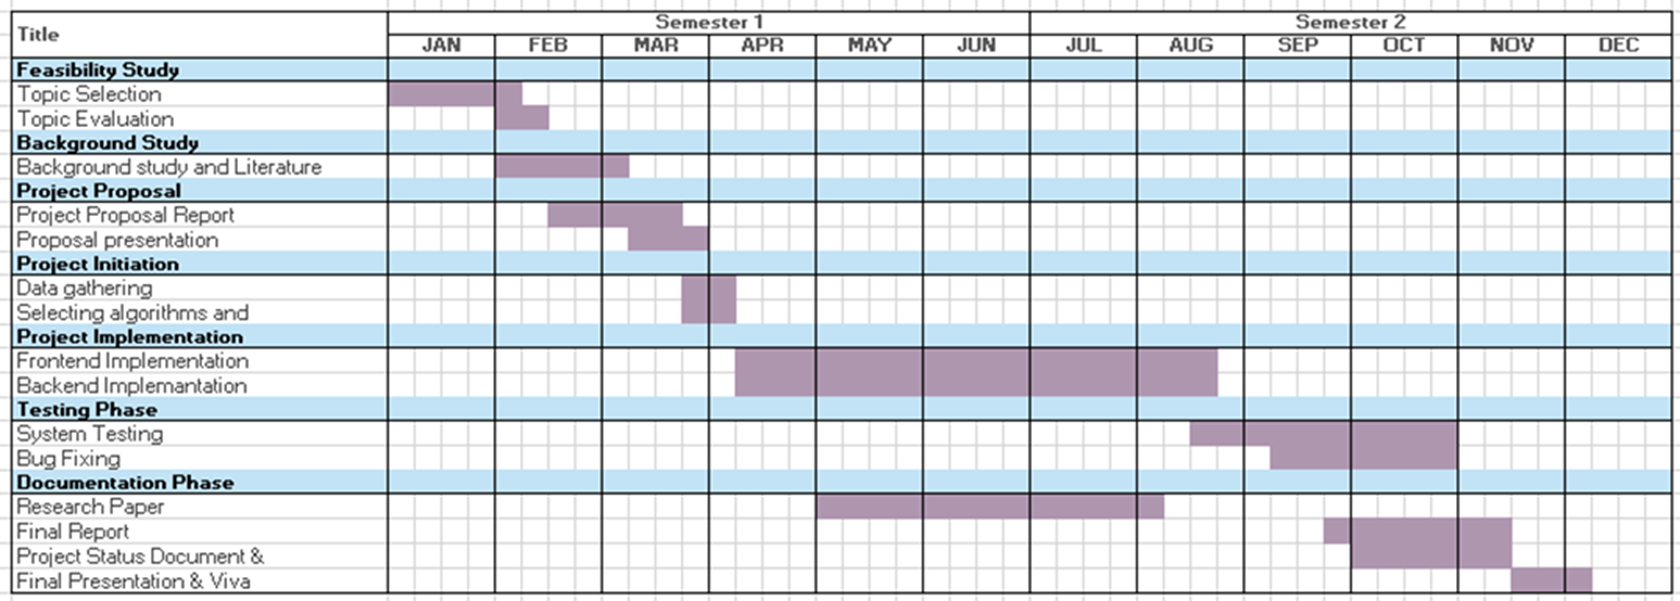 Title
Semester 1 Semester 2
JAN FEB MAR APR MAY JUN JUL AUG SEP OCT NOV DEC
Feasibility Study
Topic Selection
Topic Evaluation
Background Study
Background study and Literature
Project Proposal
Project Proposal Report
Proposal presentation
Project Initiation
Data gathering
Selecting algorithms and
Project Implementation
Frontend Implementation
Backend Implemantation
Testing Phase
System Testing
Bug Fixing
Documentation Phase
Research Paper
Final Report
Project Status Document &
Final Presentation & Viva